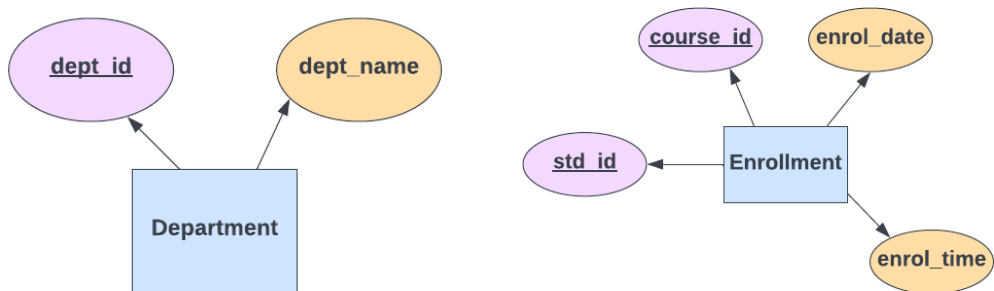 dept_id
dept_name
Department
course_id
enrol_date
std_id
Enrollment
enrol_time